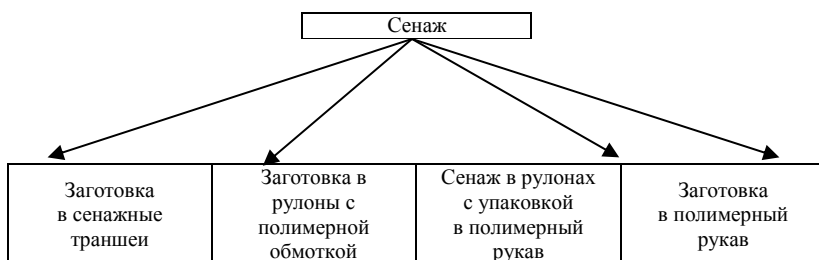 Сенаж
Заготовка
в сенажные
траншеи
Заготовка в
рулоны с
полимерной
обмоткой
Сенаж в рулонах
с упаковкой
в полимерный
рукав
Заготовка
в полимерный
рукав